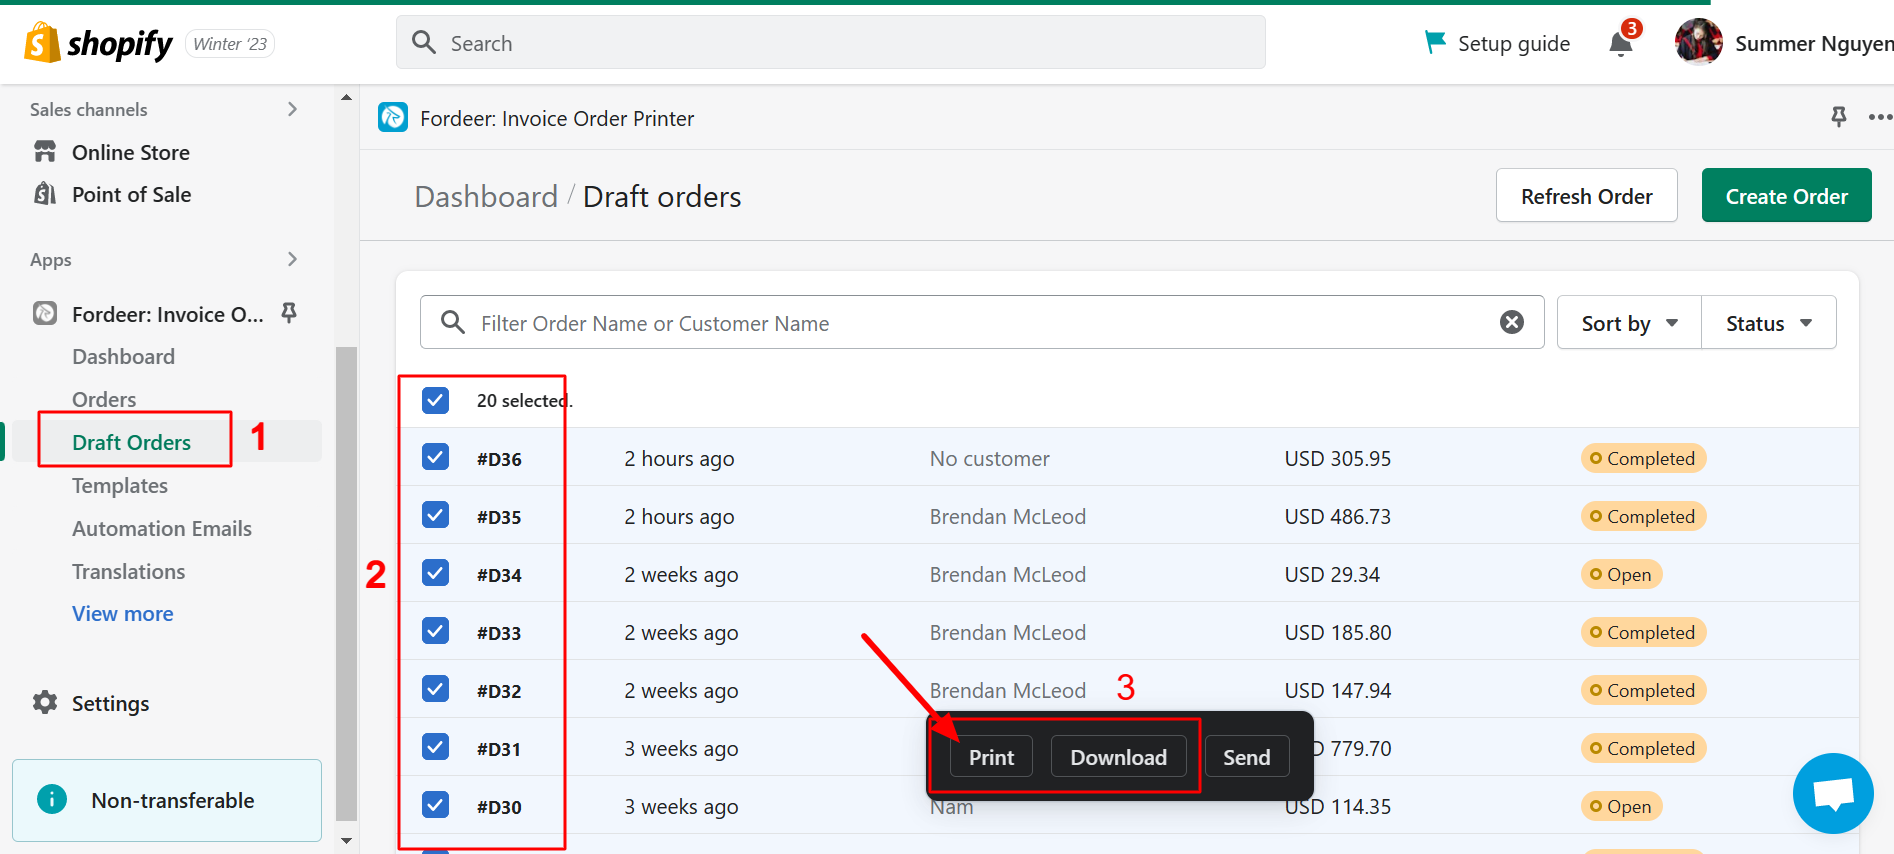 shopify Winter ‘23
Search
Setup guide
3
Summer Nguyen
Sales channels
Online Store
Point of Sale
Apps
Fordeer: Invoice O...
Dashboard
Orders
Draft Orders 1
Templates
Automation Emails
Translations
View more
Settings
Non-transferable
Fordeer: Invoice Order Printer
Dashboard / Draft orders
Refresh Order
Create Order
Filter Order Name or Customer Name
Sort by
Status
20 selected.
#D36 2 hours ago No customer USD 305.95 Completed
#D35 2 hours ago Brendan McLeod USD 486.73 Completed
2
#D34 2 weeks ago Brendan McLeod USD 29.34 Open
#D33 2 weeks ago Brendan McLeod USD 185.80 Completed
#D32 2 weeks ago Brendan McLeod 3 USD 147.94 Completed
#D31 3 weeks ago 779.70 Completed
Print Download Send
#D30 3 weeks ago Nam USD 114.35 Open